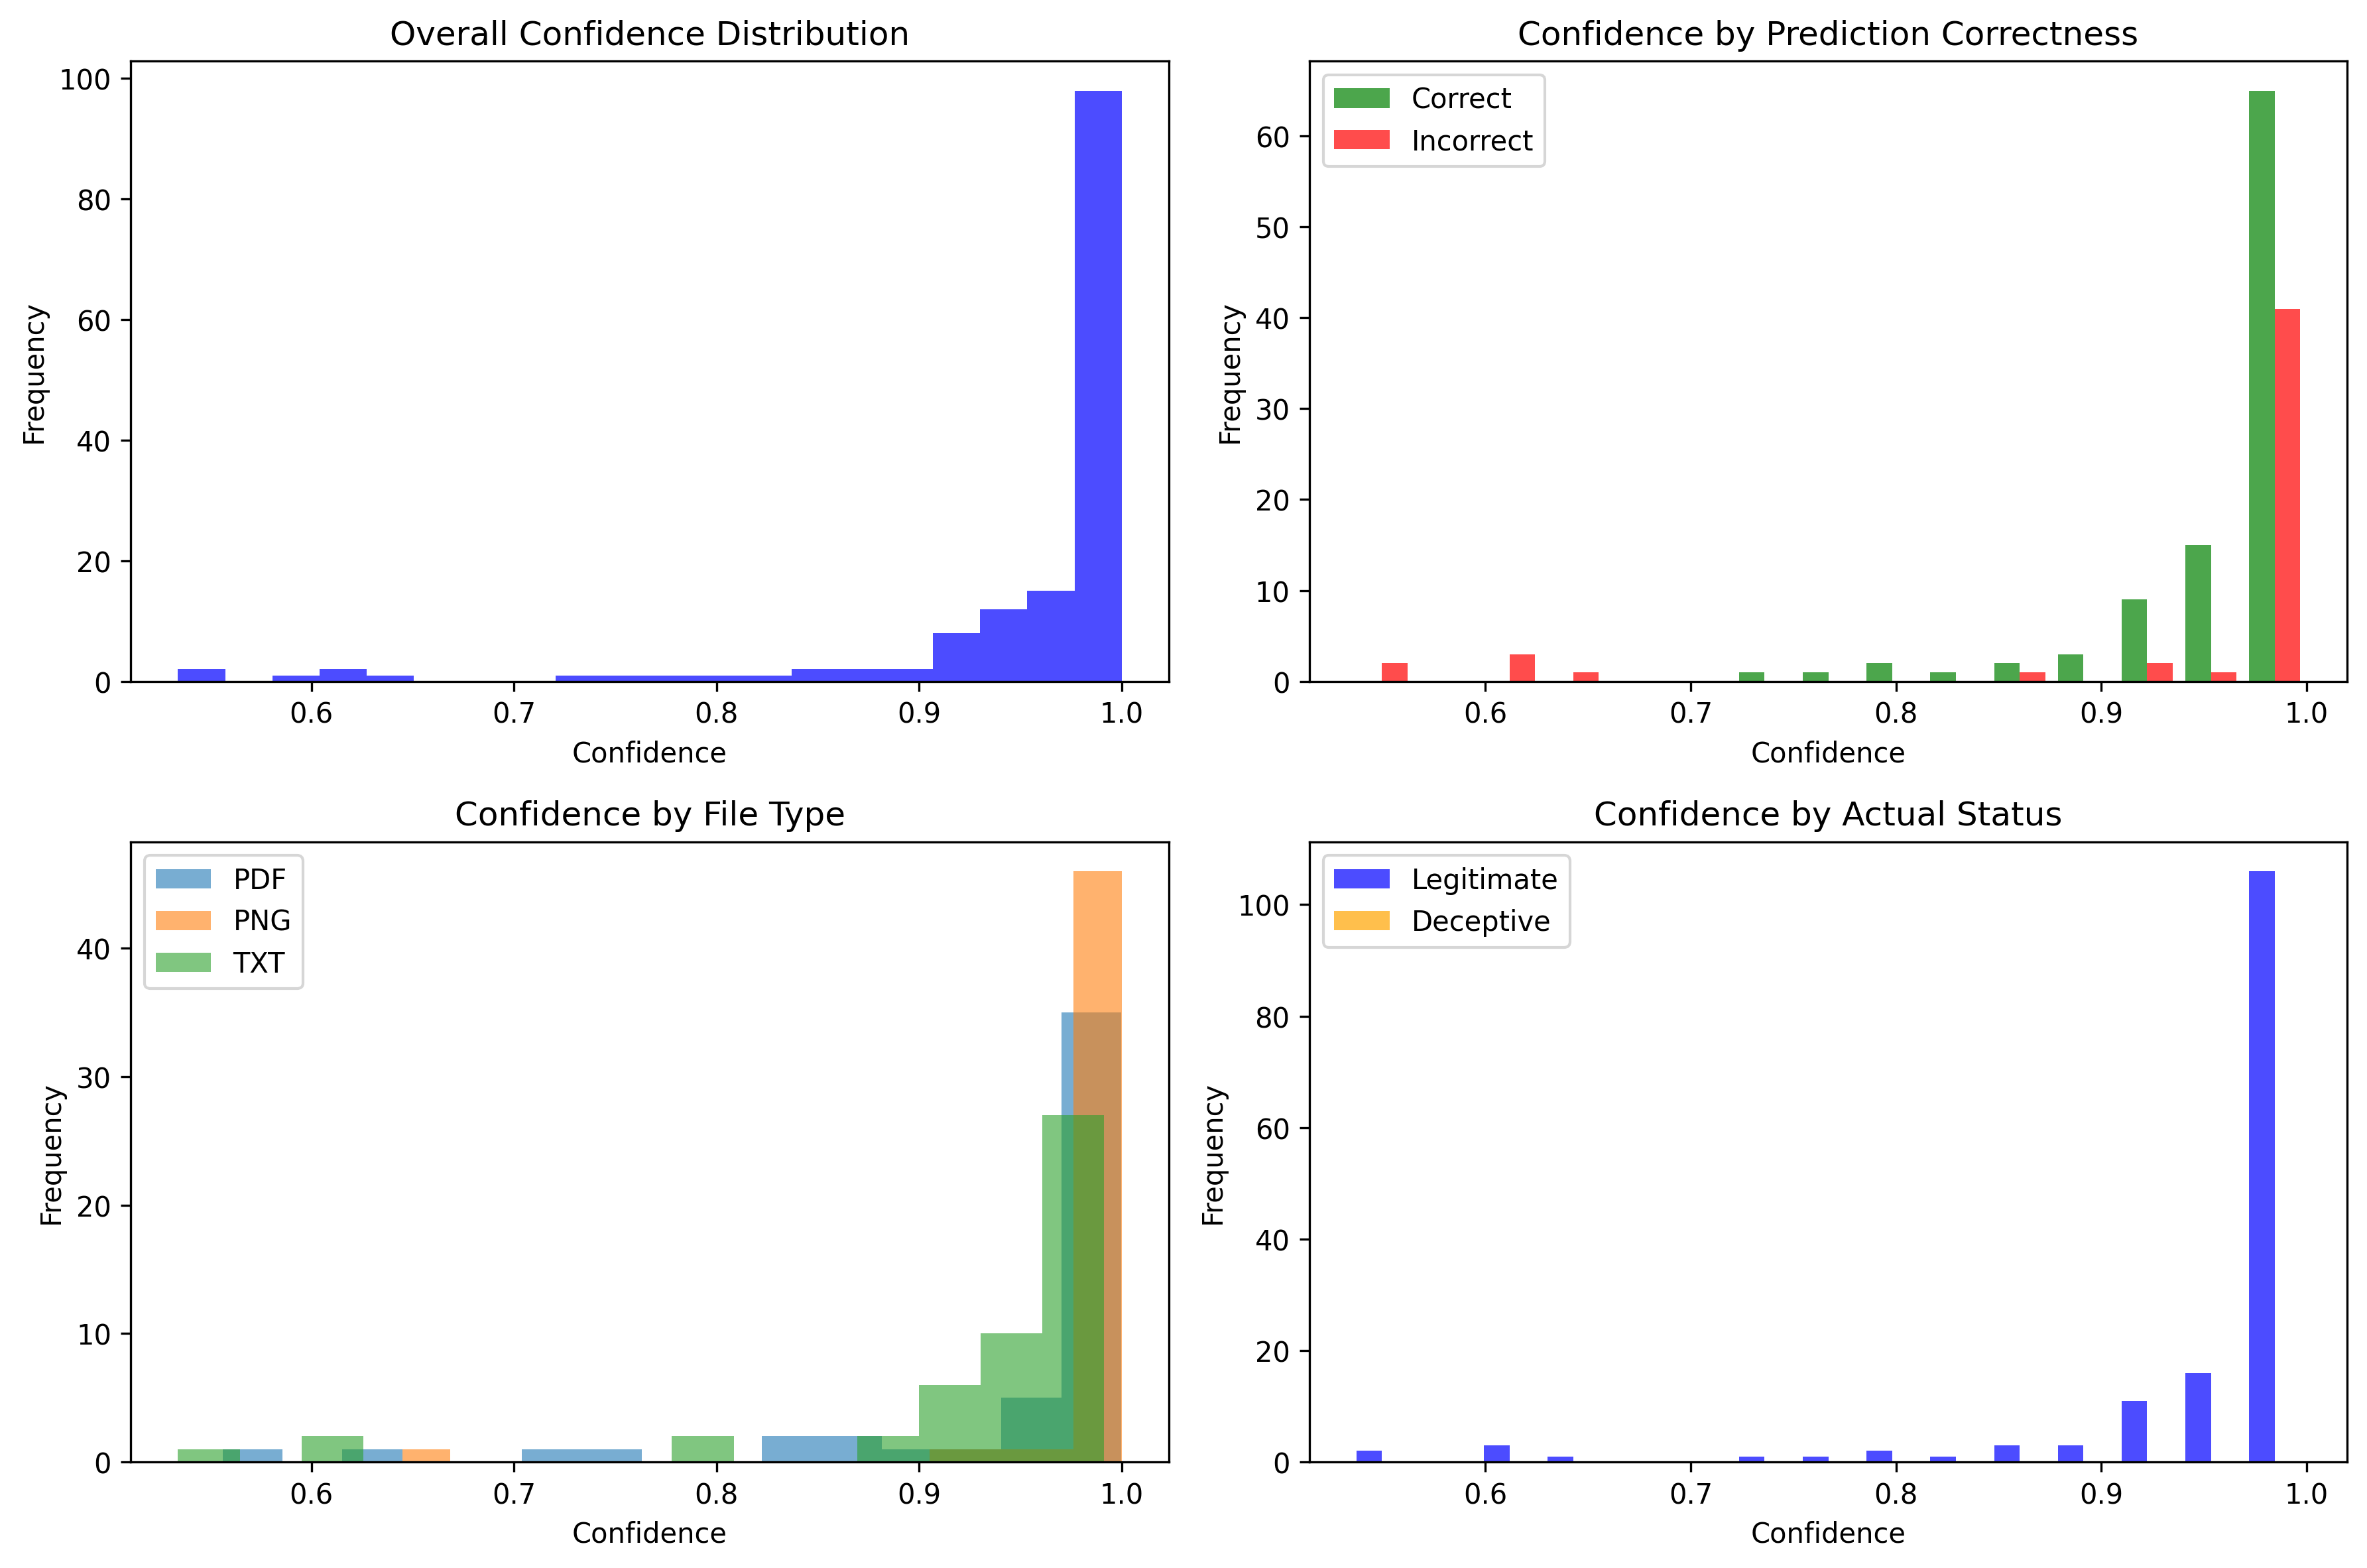 Overall Confidence Distribution
Frequency
100
80
60
40
20
0
0.6 0.7 0.8 0.9 1.0
Confidence
Confidence by Prediction Correctness
Correct
Incorrect
Frequency
60
50
40
30
20
10
0
0.6 0.7 0.8 0.9 1.0
Confidence
Confidence by File Type
PDF
PNG
TXT
Frequency
40
30
20
10
0
0.6 0.7 0.8 0.9 1.0
Confidence
Confidence by Actual Status
Legitimate
Deceptive
Frequency
100
80
60
40
20
0
0.6 0.7 0.8 0.9 1.0
Confidence